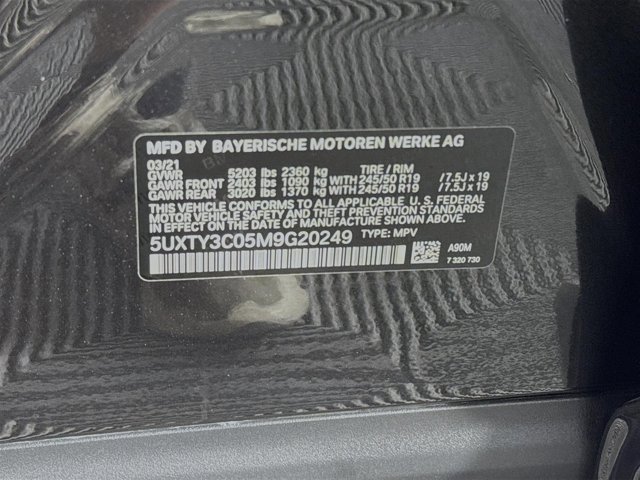 MFD BY BAYERISCHE MOTOREN WERKE AG
03/21
GVWR 5203 lbs 2360 kg TIRE / RIM
GAWR FRONT 2403 lbs 1090 kg WITH 245/50 R19 / 7.5J x 19
GAWR REAR 3020 lbs 1370 kg WITH 245/50 R19 / 7.5J x 19
THIS VEHICLE CONFORMS TO ALL APPLICABLE U. S. FEDERAL
MOTOR VEHICLE SAFETY, BUMPER, AND THEFT PREVENTION
STANDARDS IN EFFECT ON THE DATE OF MANUFACTURE SHOWN ABOVE.
5UXTY3C05M9G20249 TYPE: MPV
A90M
7 320 730